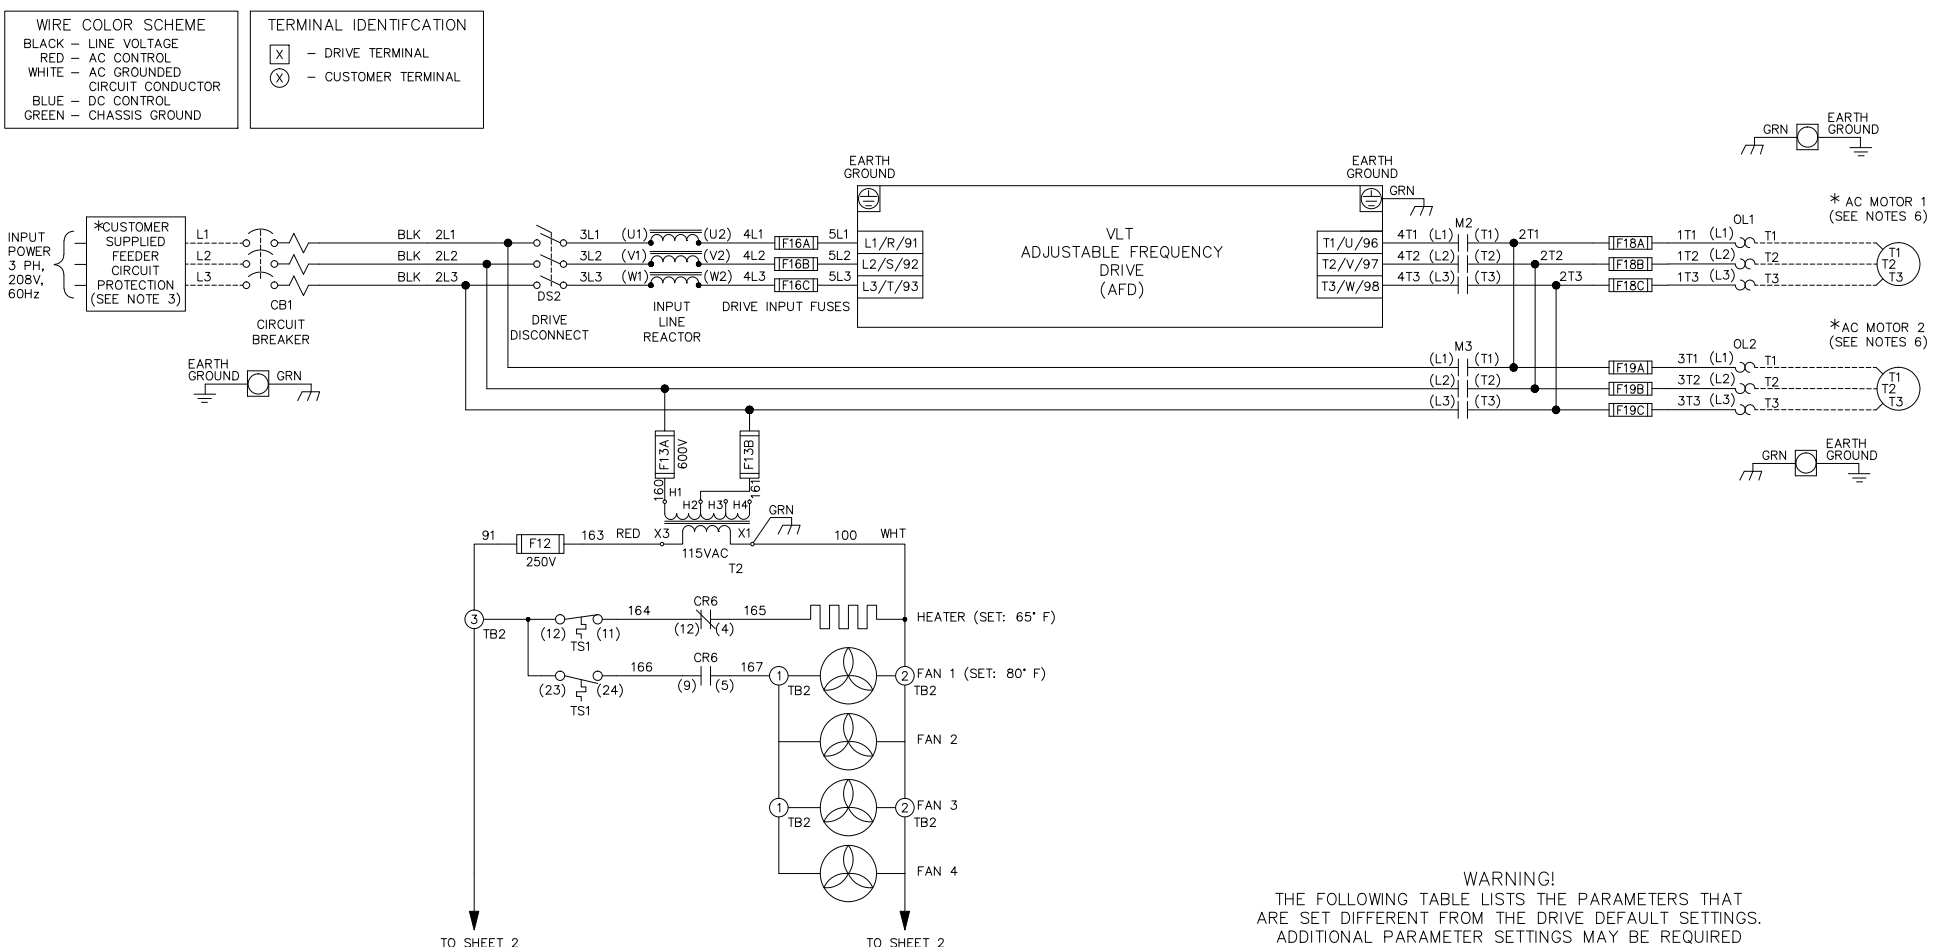 WIRE COLOR SCHEME
BLACK – LINE VOLTAGE
RED – AC CONTROL
WHITE – AC GROUNDED
CIRCUIT CONDUCTOR
BLUE – DC CONTROL
GREEN – CHASSIS GROUND
TERMINAL IDENTIFCATION
X – DRIVE TERMINAL
X – CUSTOMER TERMINAL
GRN
EARTH
GROUND
INPUT
POWER
3 PH,
208V,
60Hz
*CUSTOMER
SUPPLIED
FEEDER
CIRCUIT
PROTECTION
(SEE NOTE 3)
L1
L2
L3
CB1
CIRCUIT
BREAKER
BLK 2L1
BLK 2L2
BLK 2L3
DS2
DRIVE
DISCONNECT
3L1 (U1) (U2) 4L1 F16A 5L1
3L2 (V1) (V2) 4L2 F16B 5L2
3L3 (W1) (W2) 4L3 F16C 5L3
INPUT
LINE
REACTOR
DRIVE INPUT FUSES
EARTH
GROUND
L1/R/91
L2/S/92
L3/T/93
VLT
ADJUSTABLE FREQUENCY
DRIVE
(AFD)
EARTH
GROUND
GRN
T1/U/96
T2/V/97
T3/W/98
M2
4T1 (L1) (T1) 2T1 F18A 1T1 (L1) T1
4T2 (L2) (T2) 2T2 F18B 1T2 (L2) T2
4T3 (L3) (T3) 2T3 F18C 1T3 (L3) T3
OL1
* AC MOTOR 1
(SEE NOTES 6)
T1
T2
T3
EARTH
GROUND
GRN
M3
(L1) (T1) F19A 3T1 (L1) T1
(L2) (T2) F19B 3T2 (L2) T2
(L3) (T3) F19C 3T3 (L3) T3
OL2
*AC MOTOR 2
(SEE NOTES 6)
T1
T2
T3
GRN
EARTH
GROUND
F13A
600V
F13B
160
H1
H2
H3
H4
161
GRN
91 F12 163 RED X3 X1 100 WHT
250V
115VAC
T2
3
TB2
(12) (11)
TS1
164
CR6
(12) (4)
165
HEATER (SET: 65° F)
(23) (24)
TS1
166
CR6
(9) (5)
167
1
TB2
2
TB2
FAN 1 (SET: 80° F)
FAN 2
1
TB2
2
TB2
FAN 3
FAN 4
TO SHEET 2
TO SHEET 2
WARNING!
THE FOLLOWING TABLE LISTS THE PARAMETERS THAT
ARE SET DIFFERENT FROM THE DRIVE DEFAULT SETTINGS.
ADDITIONAL PARAMETER SETTINGS MAY BE REQUIRED